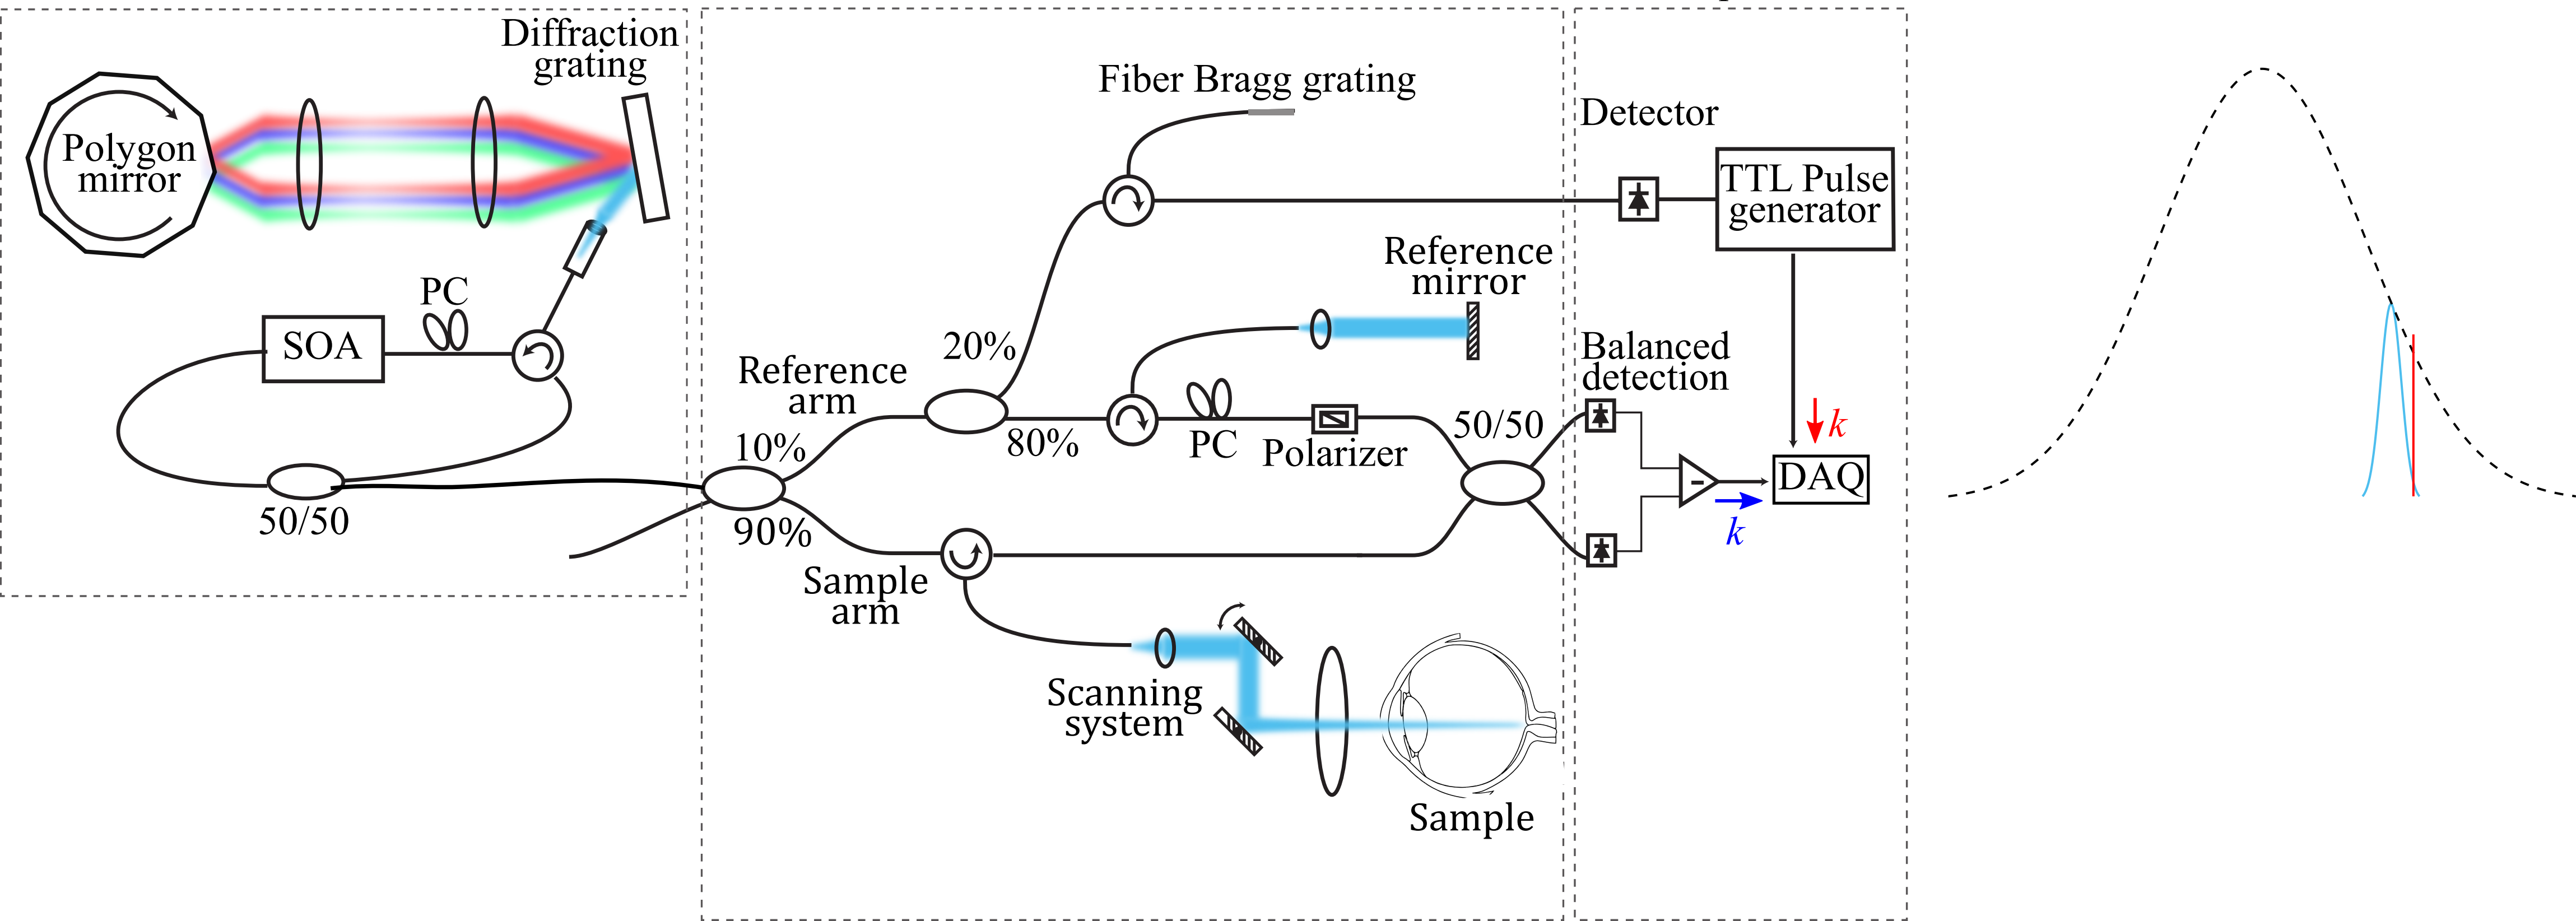 Diffraction
grating
Polygon
mirror
PC
SOA
50/50
Fiber Bragg grating
Reference
mirror
20%
Reference
arm
10%
80%
PC
Polarizer
50/50
90%
Sample
arm
Scanning
system
Sample
Detector
TTL Pulse
generator
Balanced
detection
k
-
DAQ
k